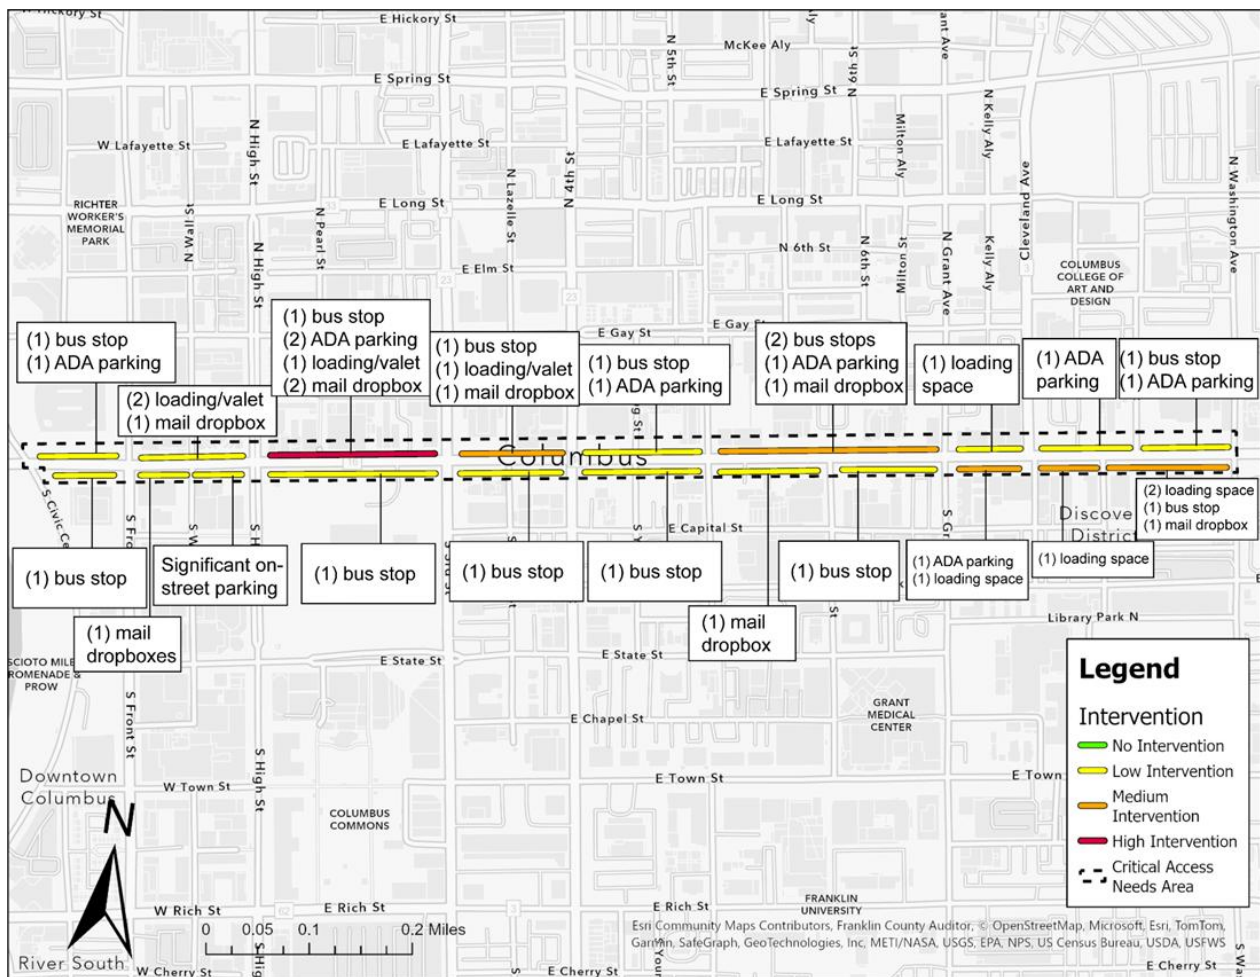 W Hickory St
E Hickory St
McKee Aly
N 5th St
N 6th St
E Spring St
E Spring St
N High St
N Kelly Aly
W Lafayette St
E Lafayette St
E Lafayette St
Milton Aly
N Lazelle St
N 4th St
Cleveland Ave
N Washington Ave
RICHTER
WORKER'S
MEMORIAL
PARK
N Wall St
E Long St
E Long St
N Pearl St
N High St
N 6th St
N 6th St
Milton St
N Grant Ave
Kelly Aly
E Elm St
3
23
23
COLUMBUS
COLLEGE OF
ART AND
DESIGN
E Gay St
E Gay St
(1) bus stop
(1) ADA parking
(2) loading/valet
(1) mail dropbox
(1) bus stop
(2) ADA parking
(1) loading/valet
(2) mail dropbox
(1) bus stop
(1) loading/valet
(1) mail dropbox
(1) bus stop
(1) ADA parking
(2) bus stops
(1) ADA parking
(1) mail dropbox
(1) loading
space
(1) ADA
parking
(1) bus stop
(1) ADA parking
Columbus
E Capital St
(1) bus stop
(1) mail
dropboxes
Significant on-
street parking
(1) bus stop
(1) bus stop
(1) bus stop
(1) mail
dropbox
(1) bus stop
(1) ADA parking
(1) loading space
(1) loading space
(2) loading space
(1) bus stop
(1) mail dropbox
Library Park N
SCIOTO MILE
PROMENADE &
PROW
E State St
E State St
S Front St
E Chapel St
GRANT
MEDICAL
CENTER
Downtown
Columbus
W Town St
E Town St
E Town
S High St
COLUMBUS
COMMONS
N
W Rich St
E Rich St
E Rich St
62
3
FRANKLIN
UNIVERSITY
0 0.05 0.1 0.2 Miles
River South
W Cherry St
E Cherry St
E Cherry St
Legend
Intervention
No Intervention
Low Intervention
Medium
Intervention
High Intervention
Critical Access
Needs Area
Esri Community Maps Contributors, Franklin County Auditor, © OpenStreetMap, Microsoft, Esri, TomTom,
Garmin, SafeGraph, GeoTechnologies, Inc, METI/NASA, USGS, EPA, NPS, US Census Bureau, USDA, USFWS